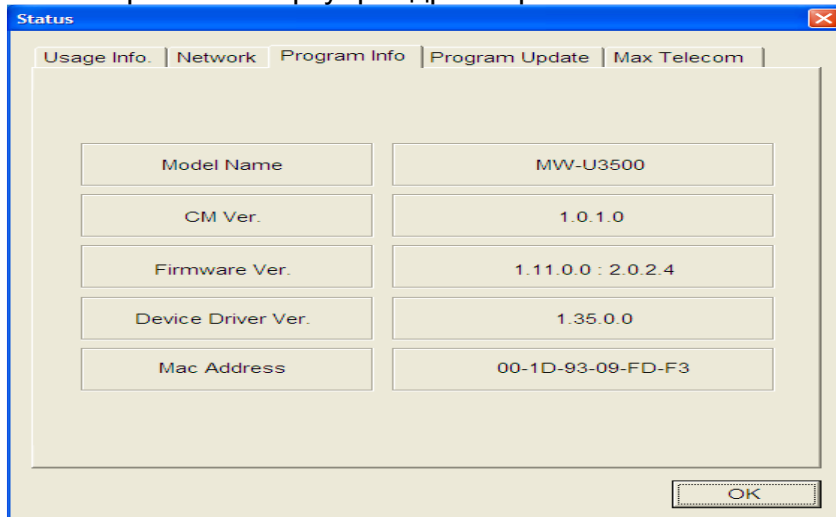 Status
Usage Info. Network Program Info Program Update Max Telecom
Model Name MW-U3500
CM Ver. 1.0.1.0
Firmware Ver. 1.11.0.0 : 2.0.2.4
Device Driver Ver. 1.35.0.0
Mac Address 00-1D-93-09-FD-F3
OK